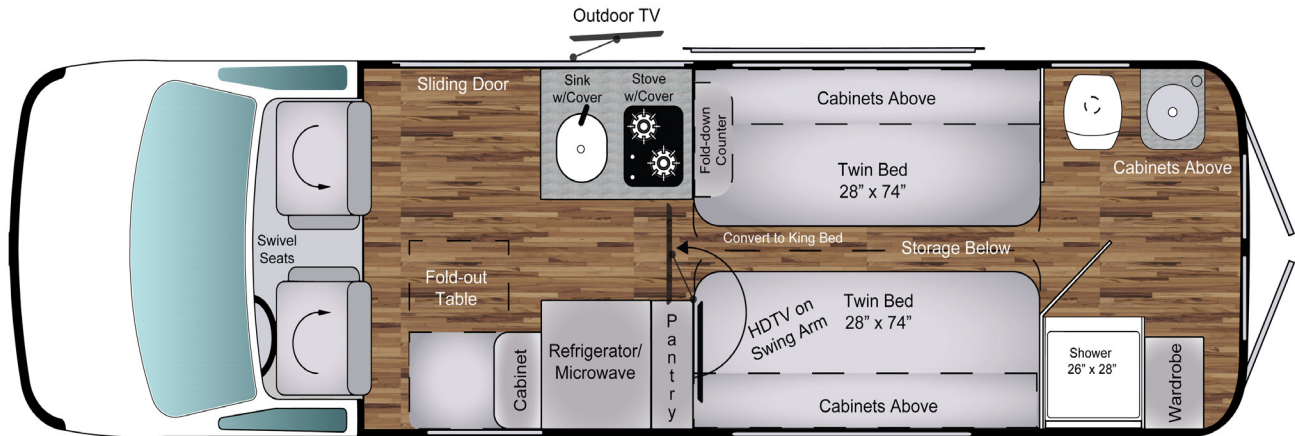 Outdoor TV
Sliding Door
Sink
w/Cover
Stove
w/Cover
Fold-down
Counter
Cabinets Above
Twin Bed
28” x 74”
Cabinets Above
Swivel
Seats
Convert to King Bed
Storage Below
Fold-out
Table
Cabinet
Refrigerator/
Microwave
Pantry
HDTV on
Swing Arm
Twin Bed
28” x 74”
Cabinets Above
Shower
26” x 28”
Wardrobe